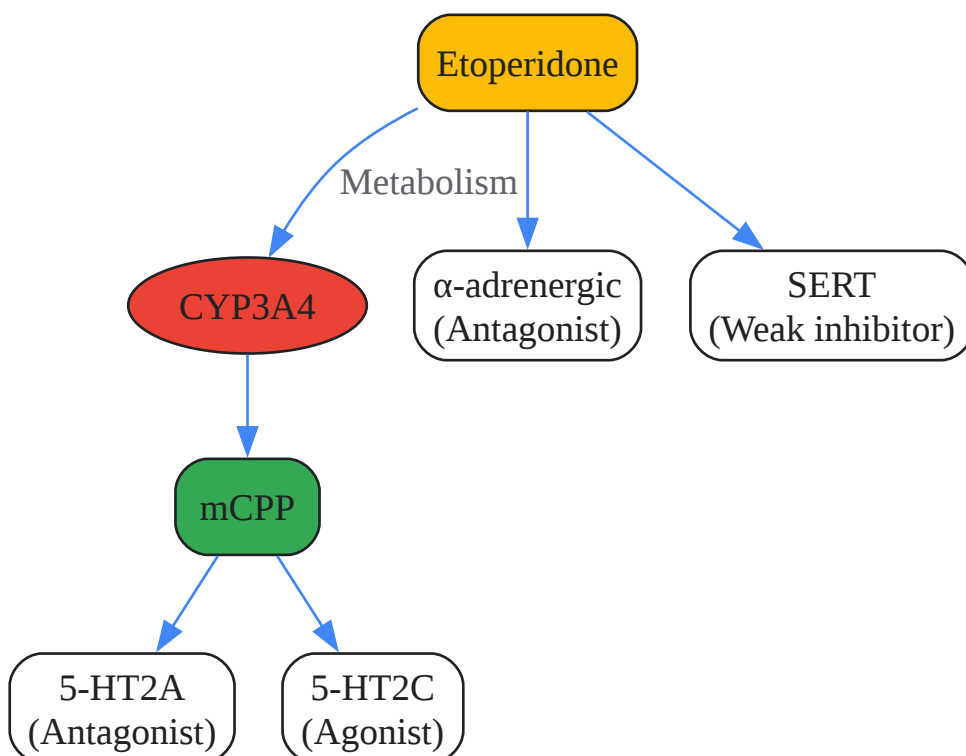 Etoperidone
Metabolism
CYP3A4
α-adrenergic
(Antagonist)
SERT
(Weak inhibitor)
mCPP
5-HT2A
(Antagonist)
5-HT2C
(Agonist)